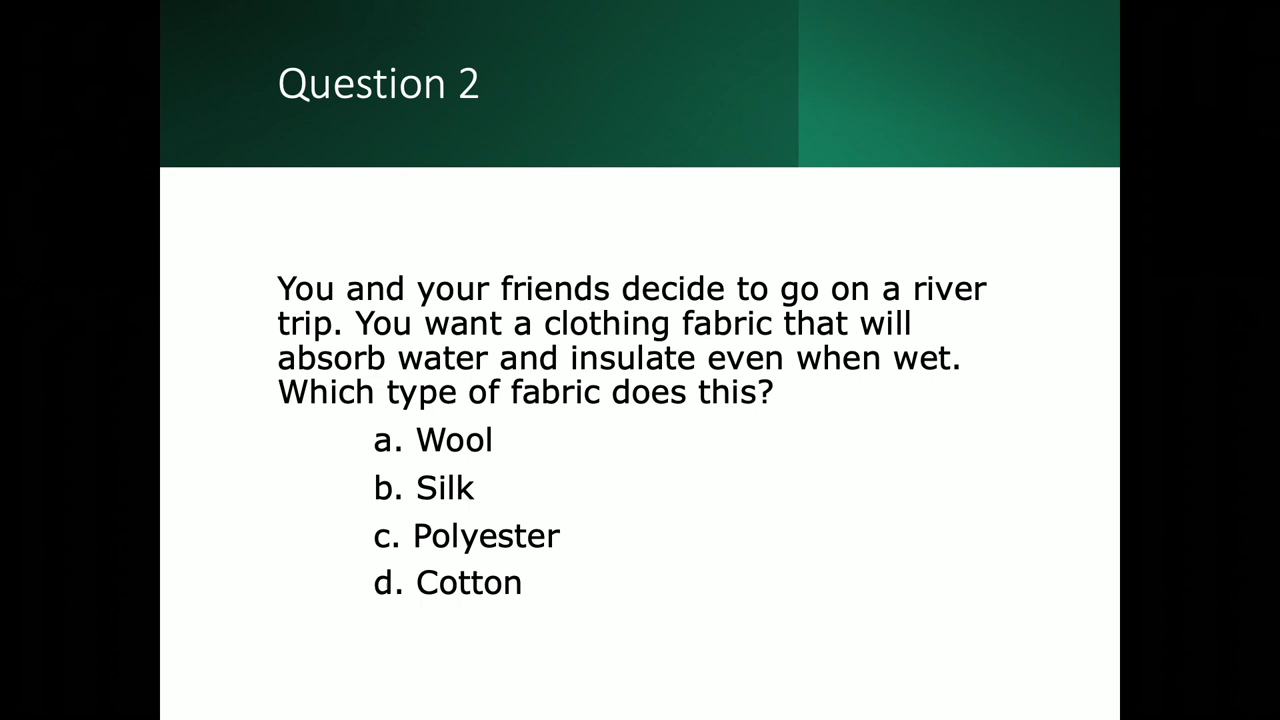 Question 2
You and your friends decide to go on a river
trip. You want a clothing fabric that will
absorb water and insulate even when wet.
Which type of fabric does this?
a. Wool
b. Silk
c. Polyester
d. Cotton